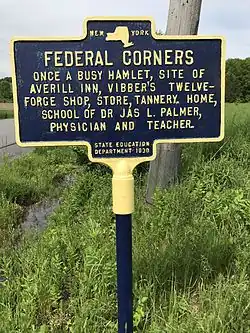 NEW YORK
FEDERAL CORNERS
ONCE A BUSY HAMLET, SITE OF
AVERILL INN, VIBBER'S TWELVE-
FORGE SHOP, STORE, TANNERY. HOME,
SCHOOL OF DR JAS L. PALMER,
PHYSICIAN AND TEACHER.
STATE EDUCATION
DEPARTMENT 1939